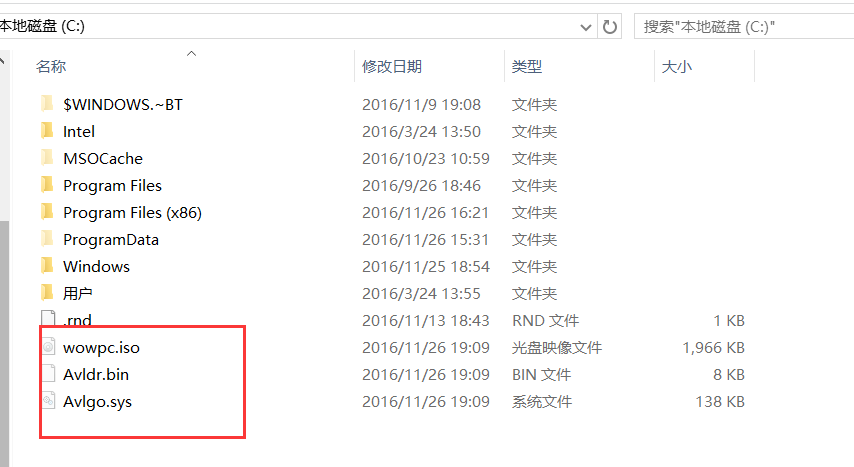 本地磁盘 (C:) 搜索"本地磁盘 (C:)"
名称 修改日期 类型 大小
$WINDOWS.~BT 2016/11/9 19:08 文件夹
Intel 2016/3/24 13:50 文件夹
MSOCache 2016/10/23 10:59 文件夹
Program Files 2016/9/26 18:46 文件夹
Program Files (x86) 2016/11/26 16:21 文件夹
ProgramData 2016/11/26 15:31 文件夹
Windows 2016/11/25 18:54 文件夹
用户 2016/3/24 13:55 文件夹
.rnd 2016/11/13 18:43 RND 文件 1 KB
wowpc.iso 2016/11/26 19:09 光盘映像文件 1,966 KB
Avldr.bin 2016/11/26 19:09 BIN 文件 8 KB
Avlgo.sys 2016/11/26 19:09 系统文件 138 KB